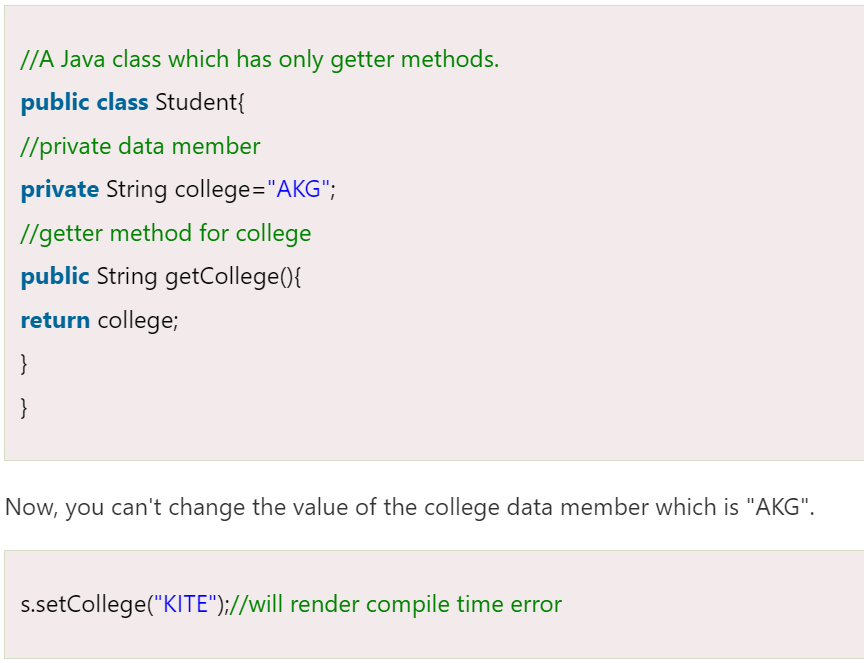 //A Java class which has only getter methods.
public class Student{
//private data member
private String college="AKG";
//getter method for college
public String getCollege(){
return college;
}
}
Now, you can't change the value of the college data member which is "AKG".
s.setCollege("KITE");//will render compile time error